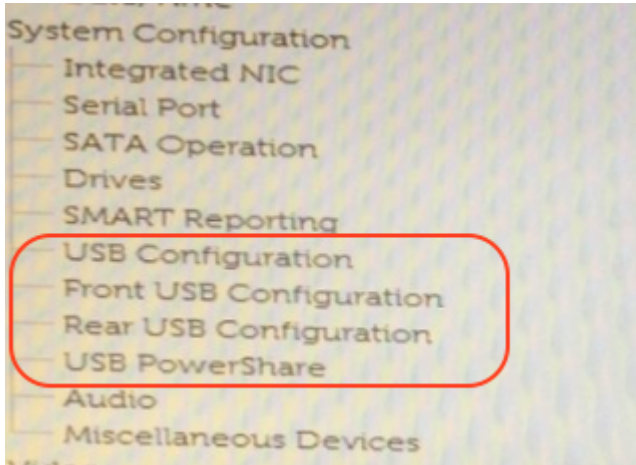 System Configuration
Integrated NIC
Serial Port
SATA Operation
Drives
SMART Reporting
USB Configuration
Front USB Configuration
Rear USB Configuration
USB PowerShare
Audio
Miscellaneous Devices